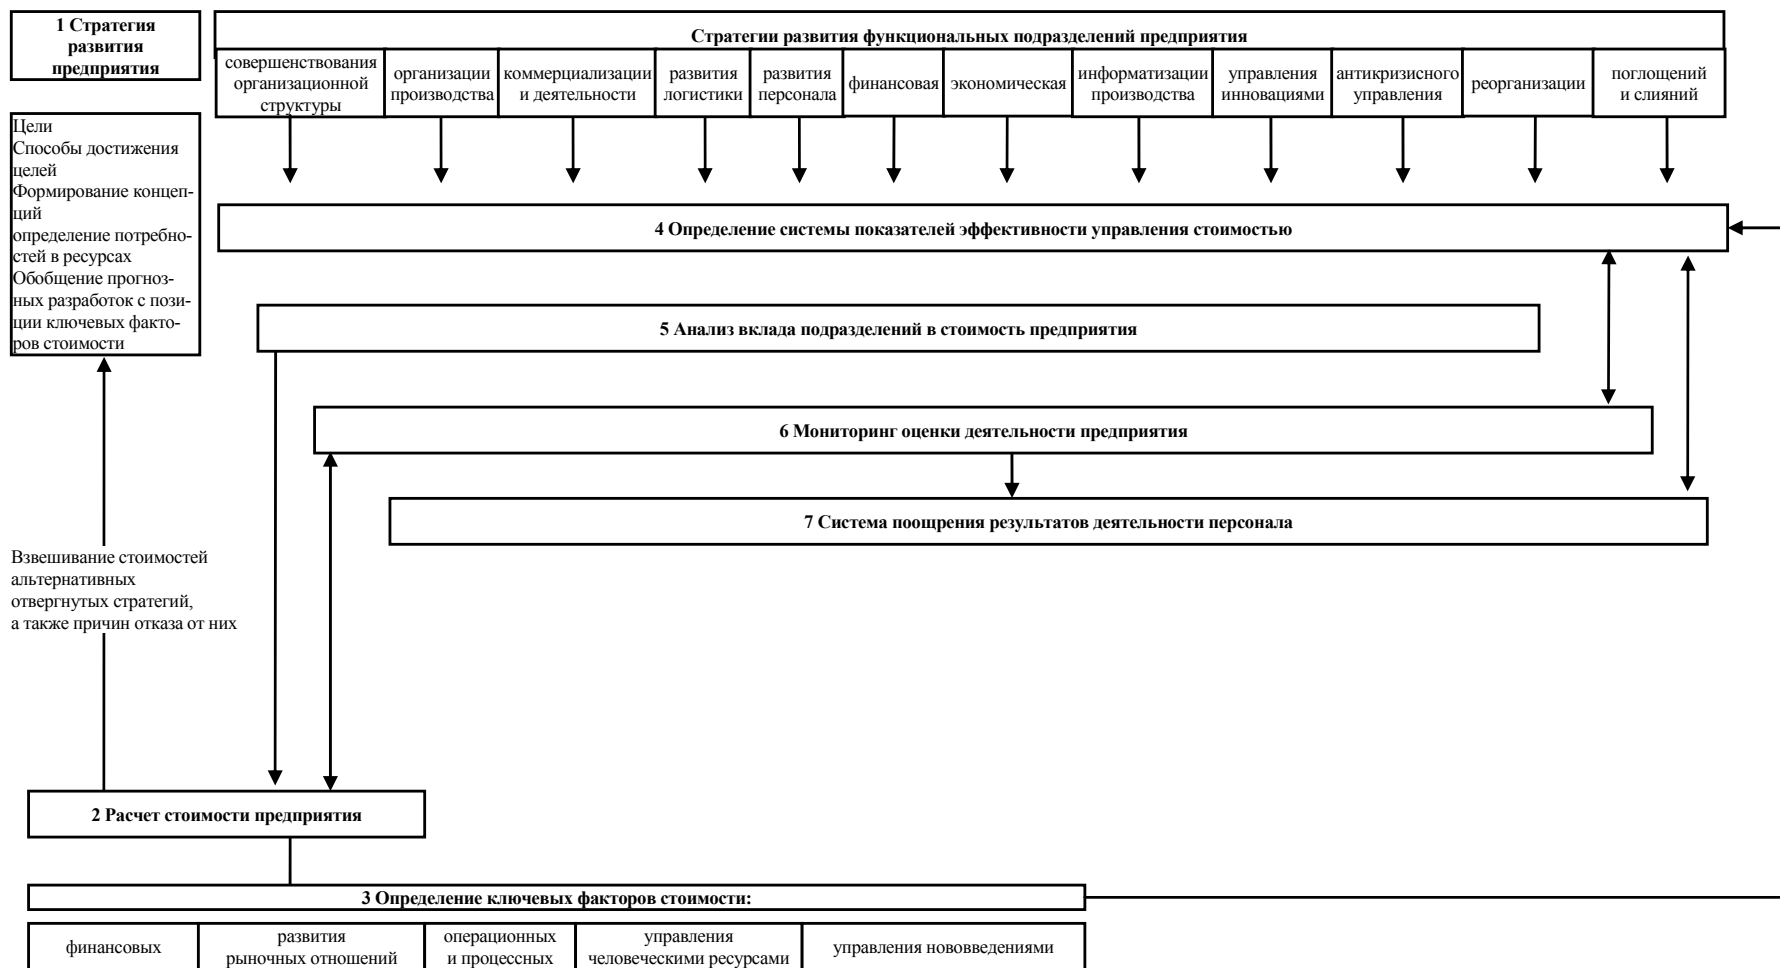 1 Стратегия
развития
предприятия
Стратегии развития функциональных подразделений предприятия
совершенствования
организационной
структуры
организации
производства
коммерциализации
и деятельности
развития
логистики
развития
персонала
финансовая
экономическая
информатизации
производства
управления
инновациями
антикризисного
управления
реорганизации
поглощений
и слияний
Цели
Способы достижения
целей
Формирование концеп-
ций
определение потребно-
стей в ресурсах
Обобщение прогноз-
ных разработок с пози-
ции ключевых факто-
ров стоимости
4 Определение системы показателей эффективности управления стоимостью
5 Анализ вклада подразделений в стоимость предприятия
6 Мониторинг оценки деятельности предприятия
7 Система поощрения результатов деятельности персонала
Взвешивание стоимостей
альтернативных
отвергнутых стратегий,
а также причин отказа от них
2 Расчет стоимости предприятия
3 Определение ключевых факторов стоимости:
финансовых
развития
рыночных отношений
операционных
и процессных
управления
человеческими ресурсами
управления нововведениями